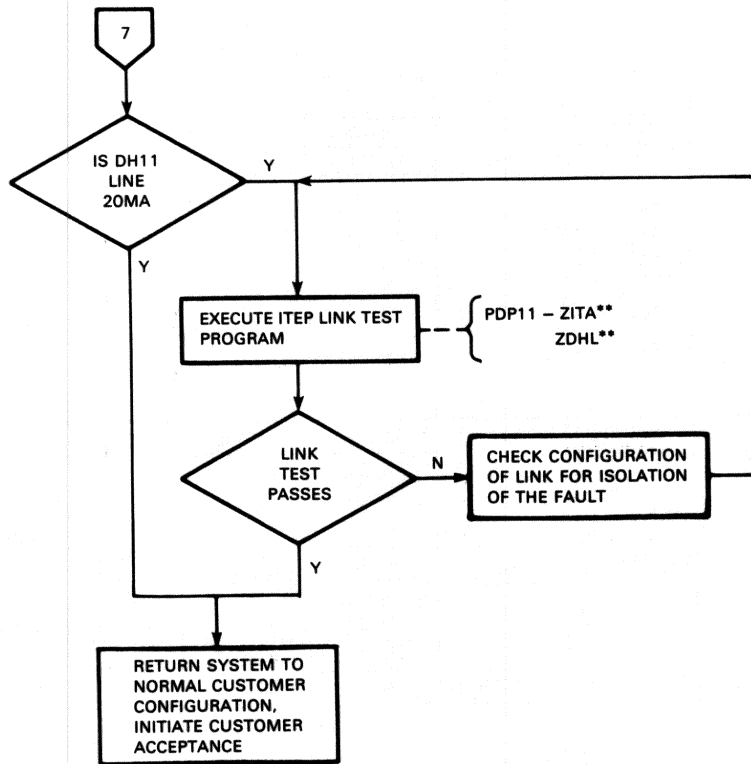 7
IS DH11
LINE
20MA
Y
Y
EXECUTE ITEP LINK TEST
PROGRAM
PDP11 – ZITA**
ZDHL**
LINK
TEST
PASSES
N
CHECK CONFIGURATION
OF LINK FOR ISOLATION
OF THE FAULT
Y
RETURN SYSTEM TO
NORMAL CUSTOMER
CONFIGURATION,
INITIATE CUSTOMER
ACCEPTANCE